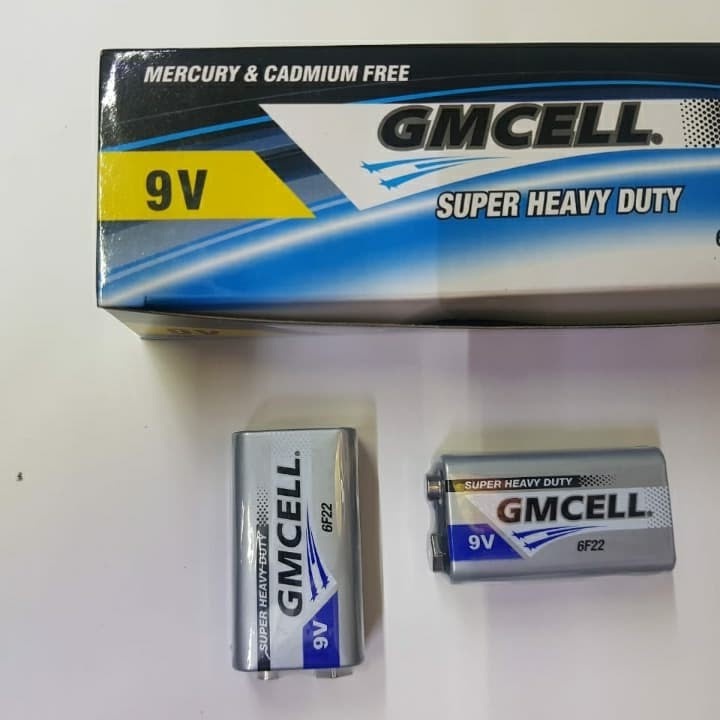 MERCURY & CADMIUM FREE
GMCELL.
9V
SUPER HEAVY DUTY
9V
SUPER HEAVY DUTY
GMCELL.
6F22
9V
SUPER HEAVY DUTY
GMCELL.
9V
6F22